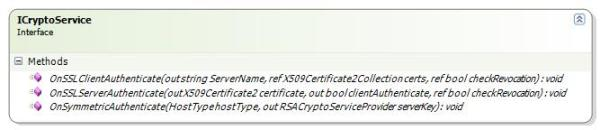 ICryptoService
Interface
Methods
OnSSLClientAuthenticate(out string ServerName, ref X509Certificate2Collection certs, ref bool checkRevocation) : void
OnSSLServerAuthenticate(out X509Certificate2 certificate, out bool clientAuthenticate, ref bool checkRevocation) : void
OnSymmetricAuthenticate(HostType hostType, out RSACryptoServiceProvider serverKey) : void